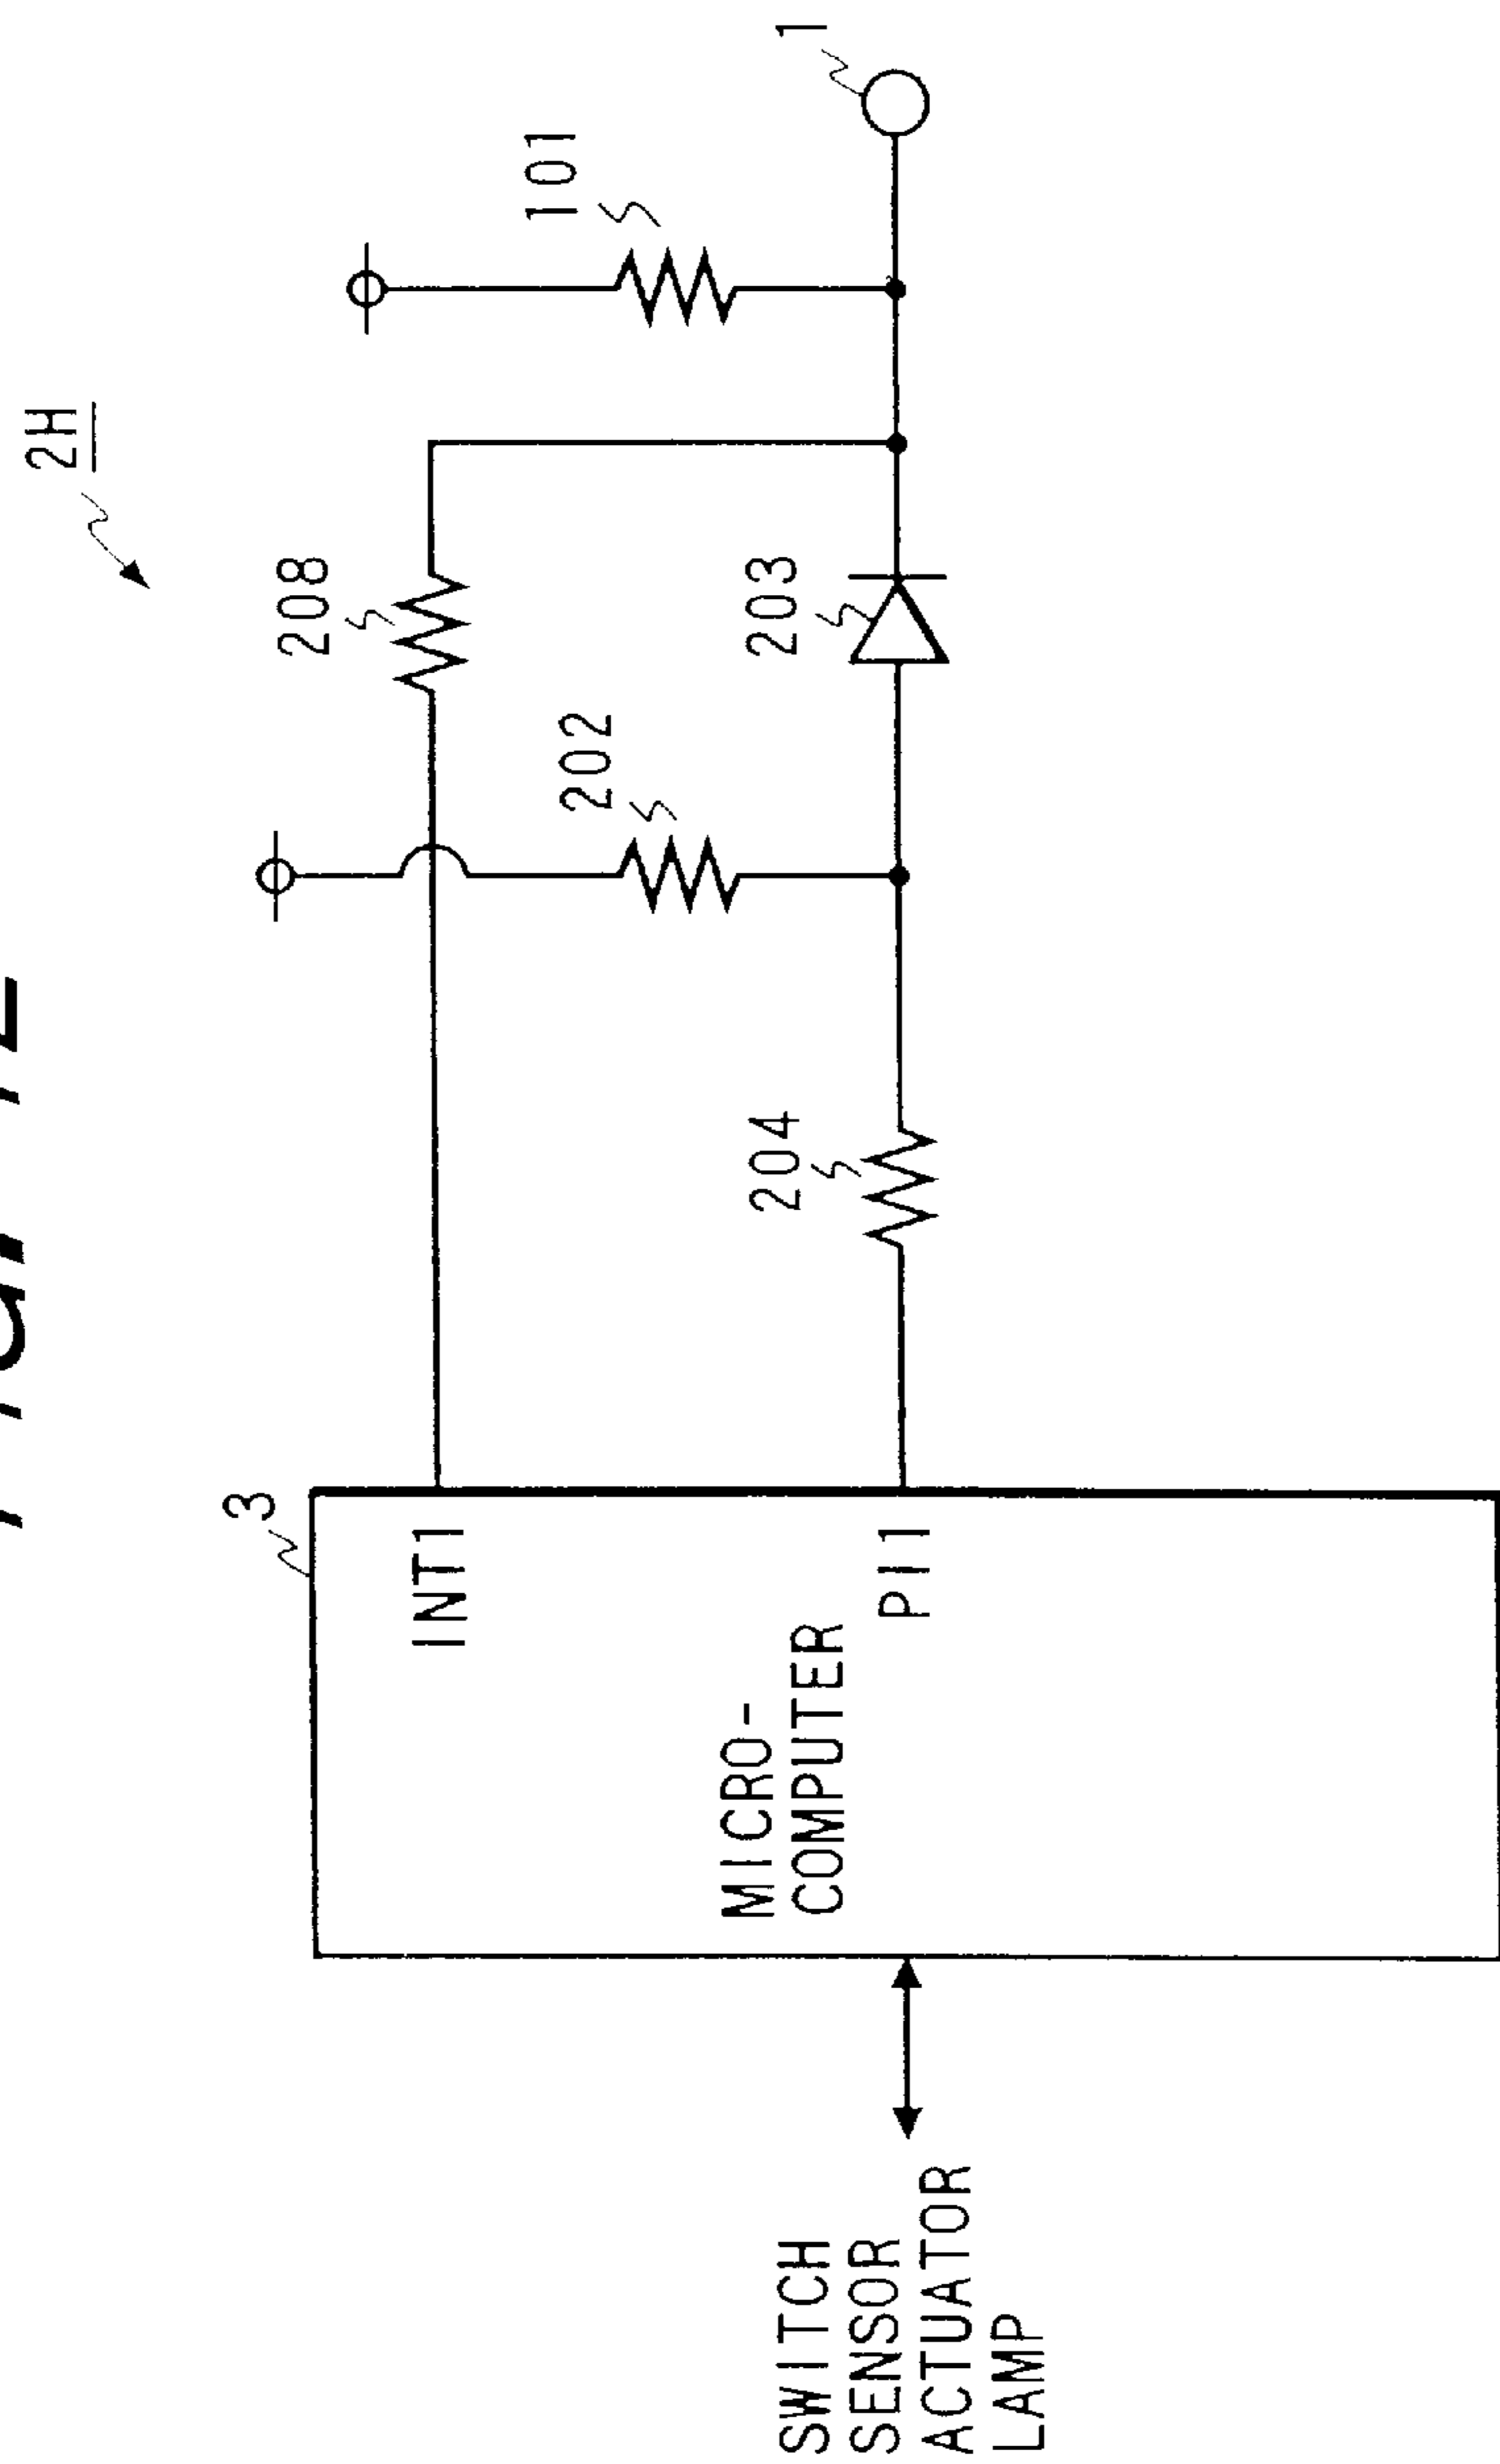 2H
1
101
208
203
202
204
3
INT1
PI1
MICRO-
COMPUTER
SWITCH
SENSOR
ACTUATOR
LAMP